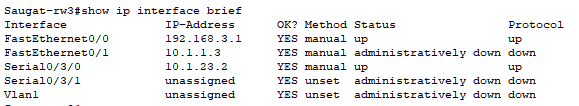 Saugat-rw3#show ip interface brief
Interface IP-Address OK? Method Status Protocol
FastEthernet0/0 192.168.3.1 YES manual up up
FastEthernet0/1 10.1.1.3 YES manual administratively down down
Serial0/3/0 10.1.23.2 YES manual up up
Serial0/3/1 unassigned YES unset administratively down down
Vlan1 unassigned YES unset administratively down down